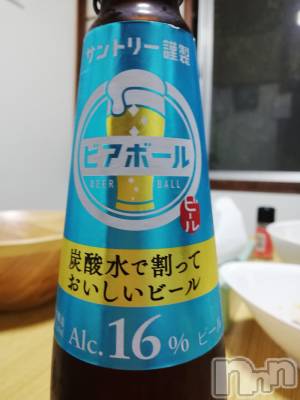 サントリー謹製
ビアボール
BEER BALL
ビール
炭酸水で割って
おいしいビール
Alc. 16% ビール